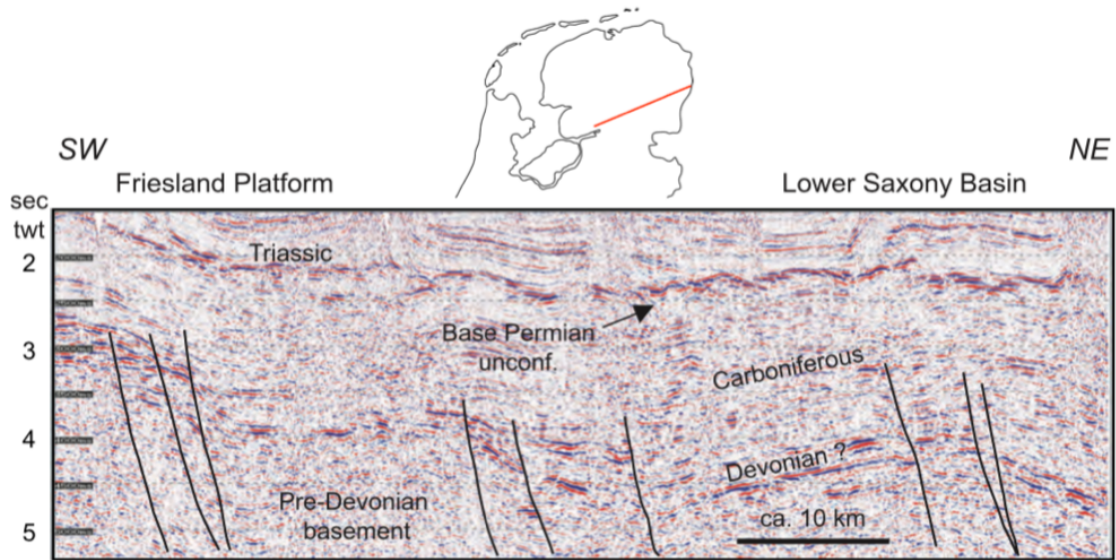 SW
NE
Friesland Platform
Lower Saxony Basin
sec
twt
Triassic
2
Base Permian
unconf.
3
Carboniferous
4
Devonian ?
Pre-Devonian
basement
ca. 10 km
5